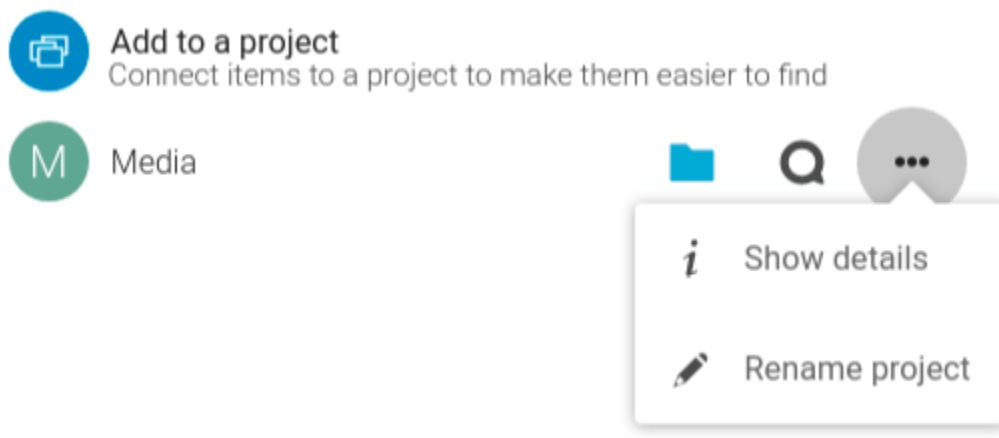 Add to a project
Connect items to a project to make them easier to find
M Media
Show details
Rename project